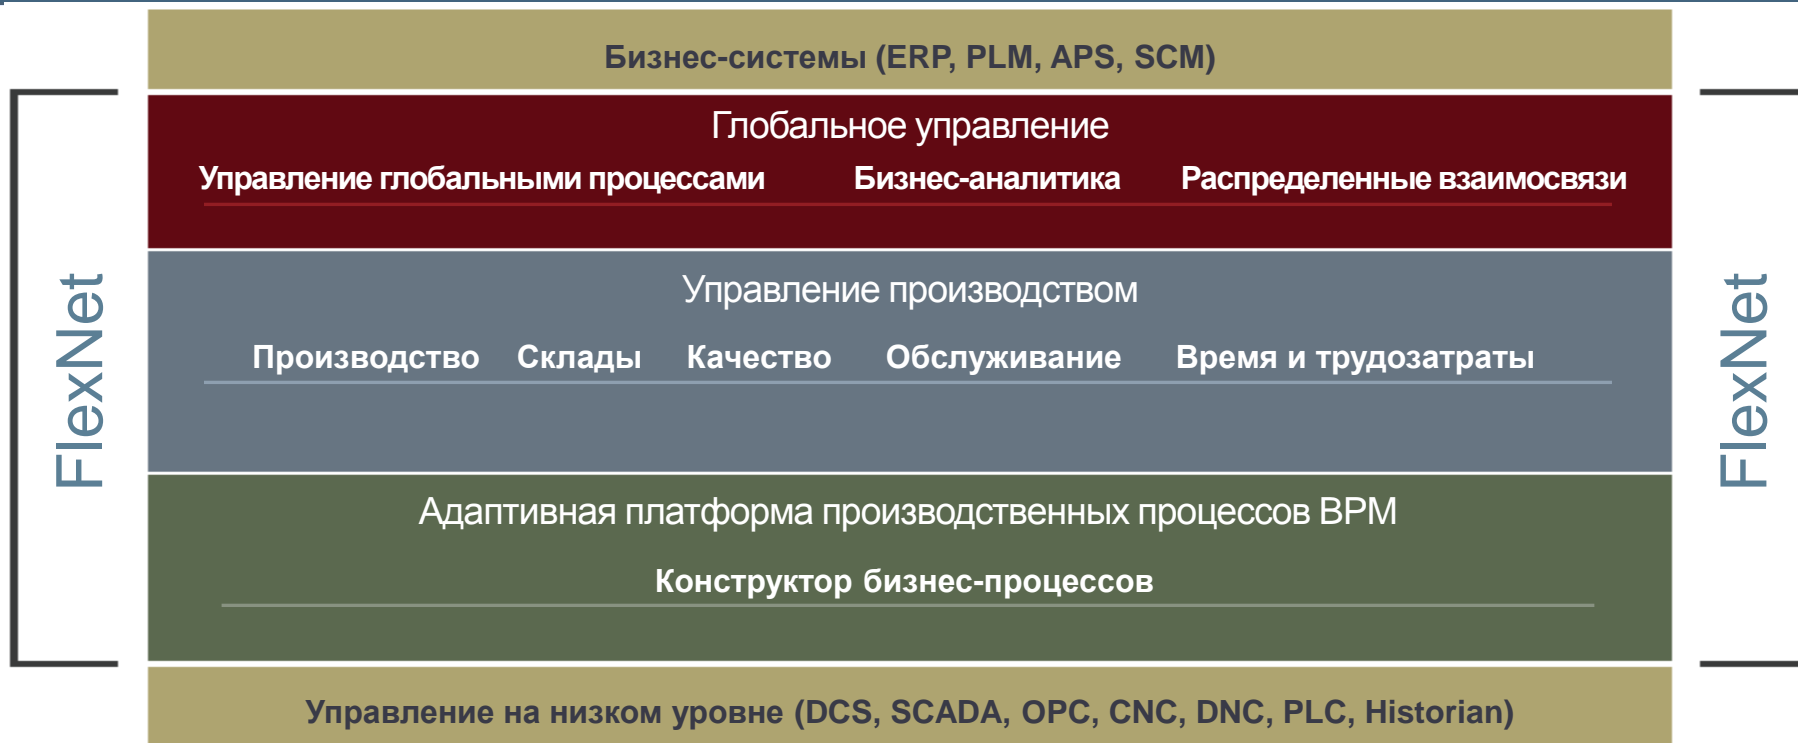 Бизнес-системы (ERP, PLM, APS, SCM)
FlexNet
Глобальное управление
Управление глобальными процессами Бизнес-аналитика Распределенные взаимосвязи
Управление производством
Производство Склады Качество Обслуживание Время и трудозатраты
Адаптивная платформа производственных процессов BPM
Конструктор бизнес-процессов
FlexNet
Управление на низком уровне (DCS, SCADA, OPC, CNC, DNC, PLC, Historian)